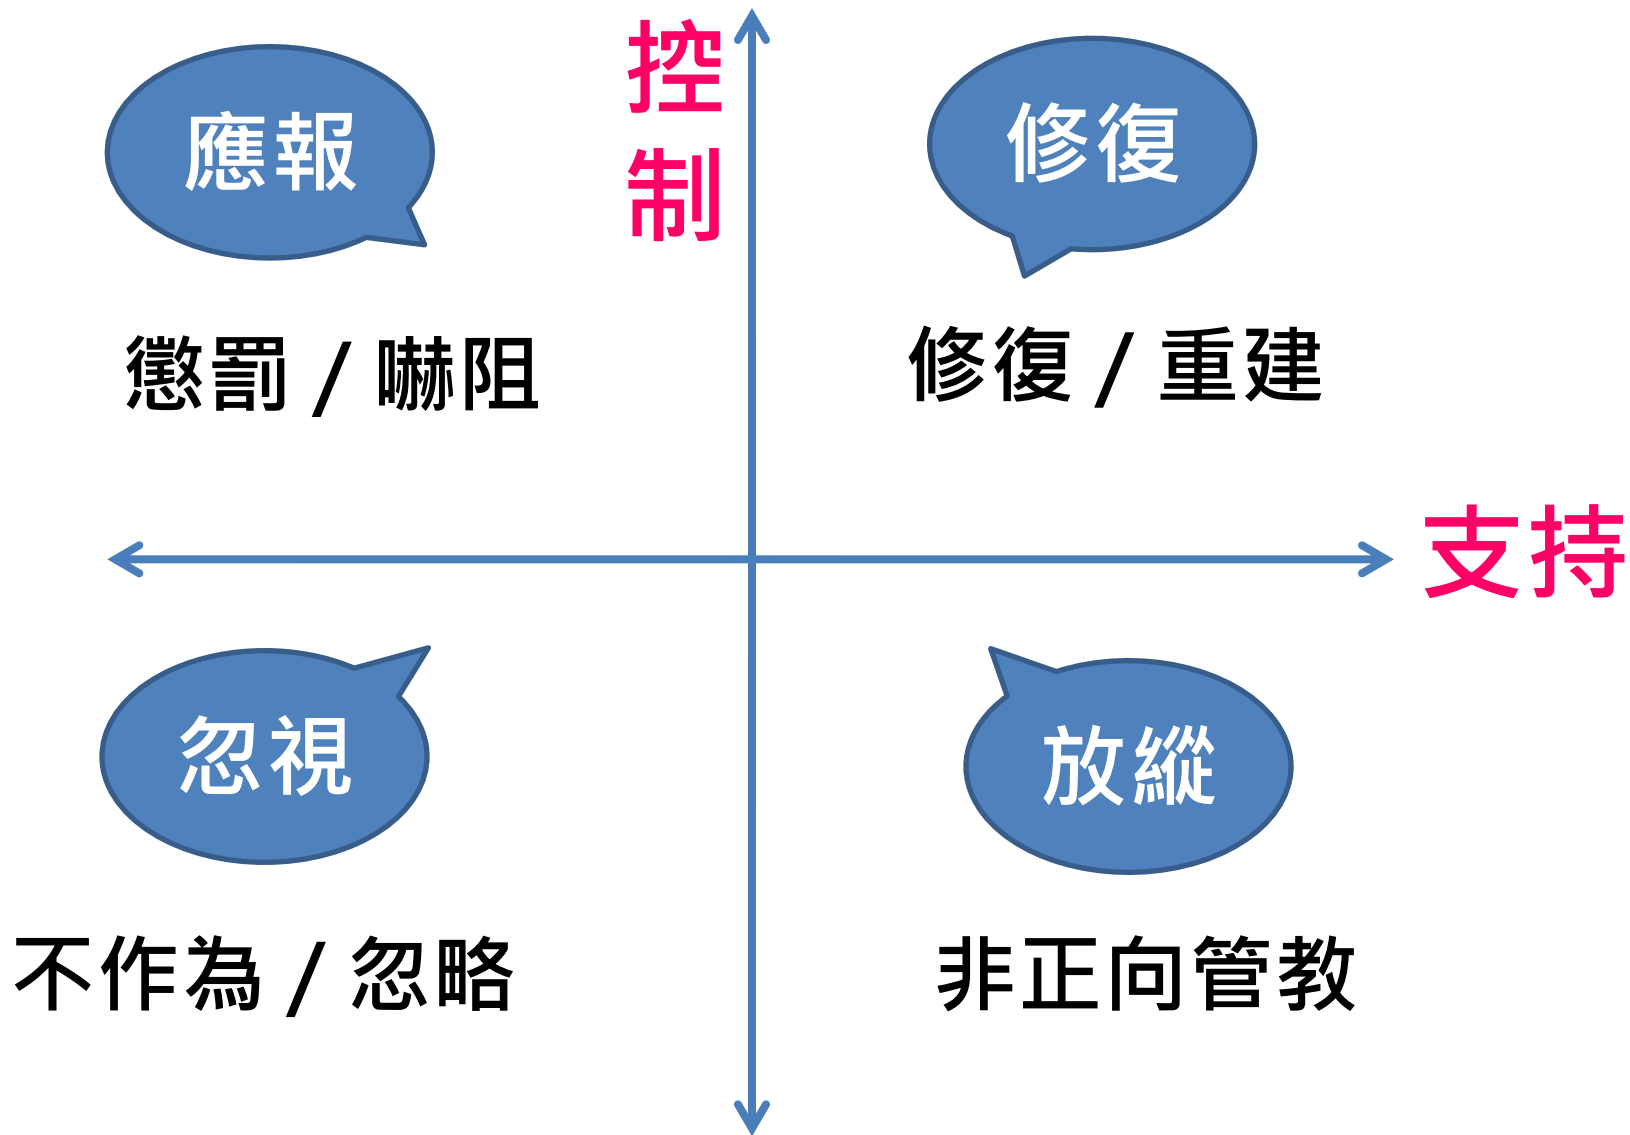 控制
應報
懲罰 / 嚇阻
修復
修復 / 重建
支持
忽視
不作為 / 忽略
放縱
非正向管教